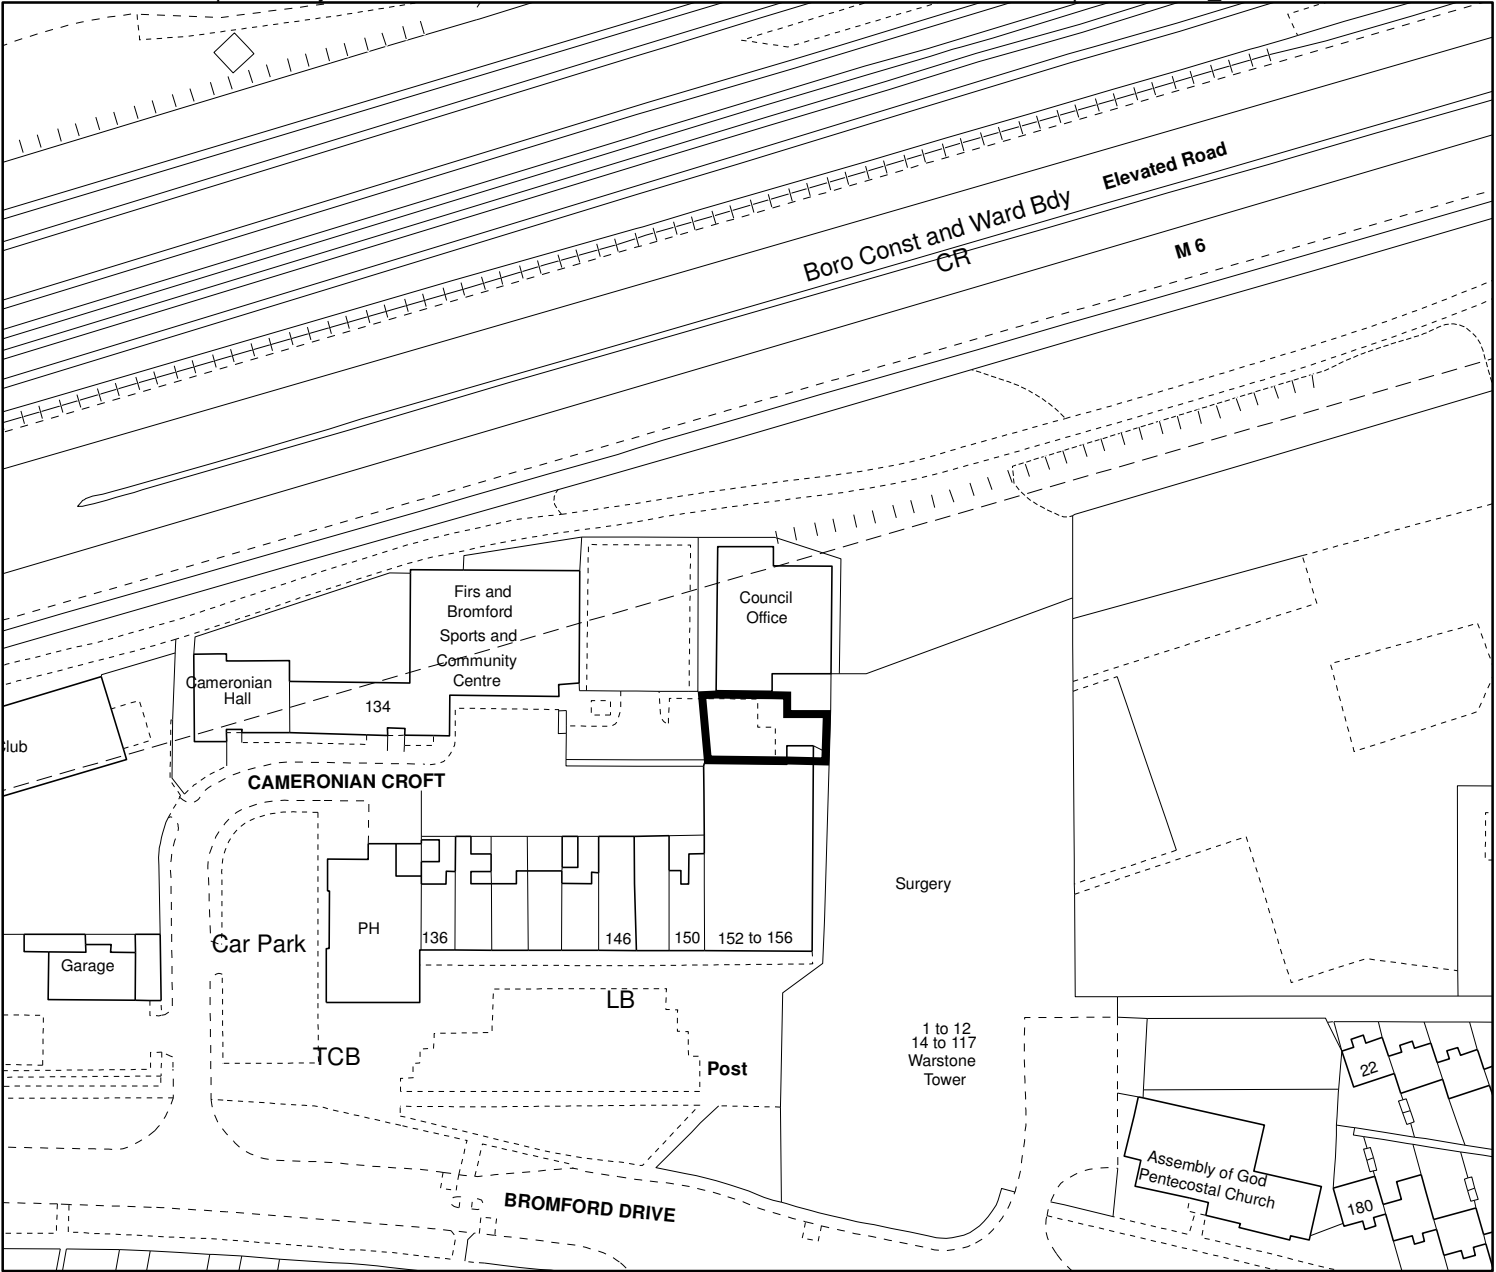 Elevated Road
Boro Const and Ward Bdy
CR
M 6
Firs and
Bromford
Sports and
Community
Centre
Council
Office
Cameronian
Hall
134
Club
CAMERONIAN CROFT
Surgery
PH
136
146
150
152 to 156
Car Park
Garage
LB
TCB
Post
1 to 12
14 to 117
Warstone
Tower
22
Assembly of God
Pentecostal Church
180
BROMFORD DRIVE